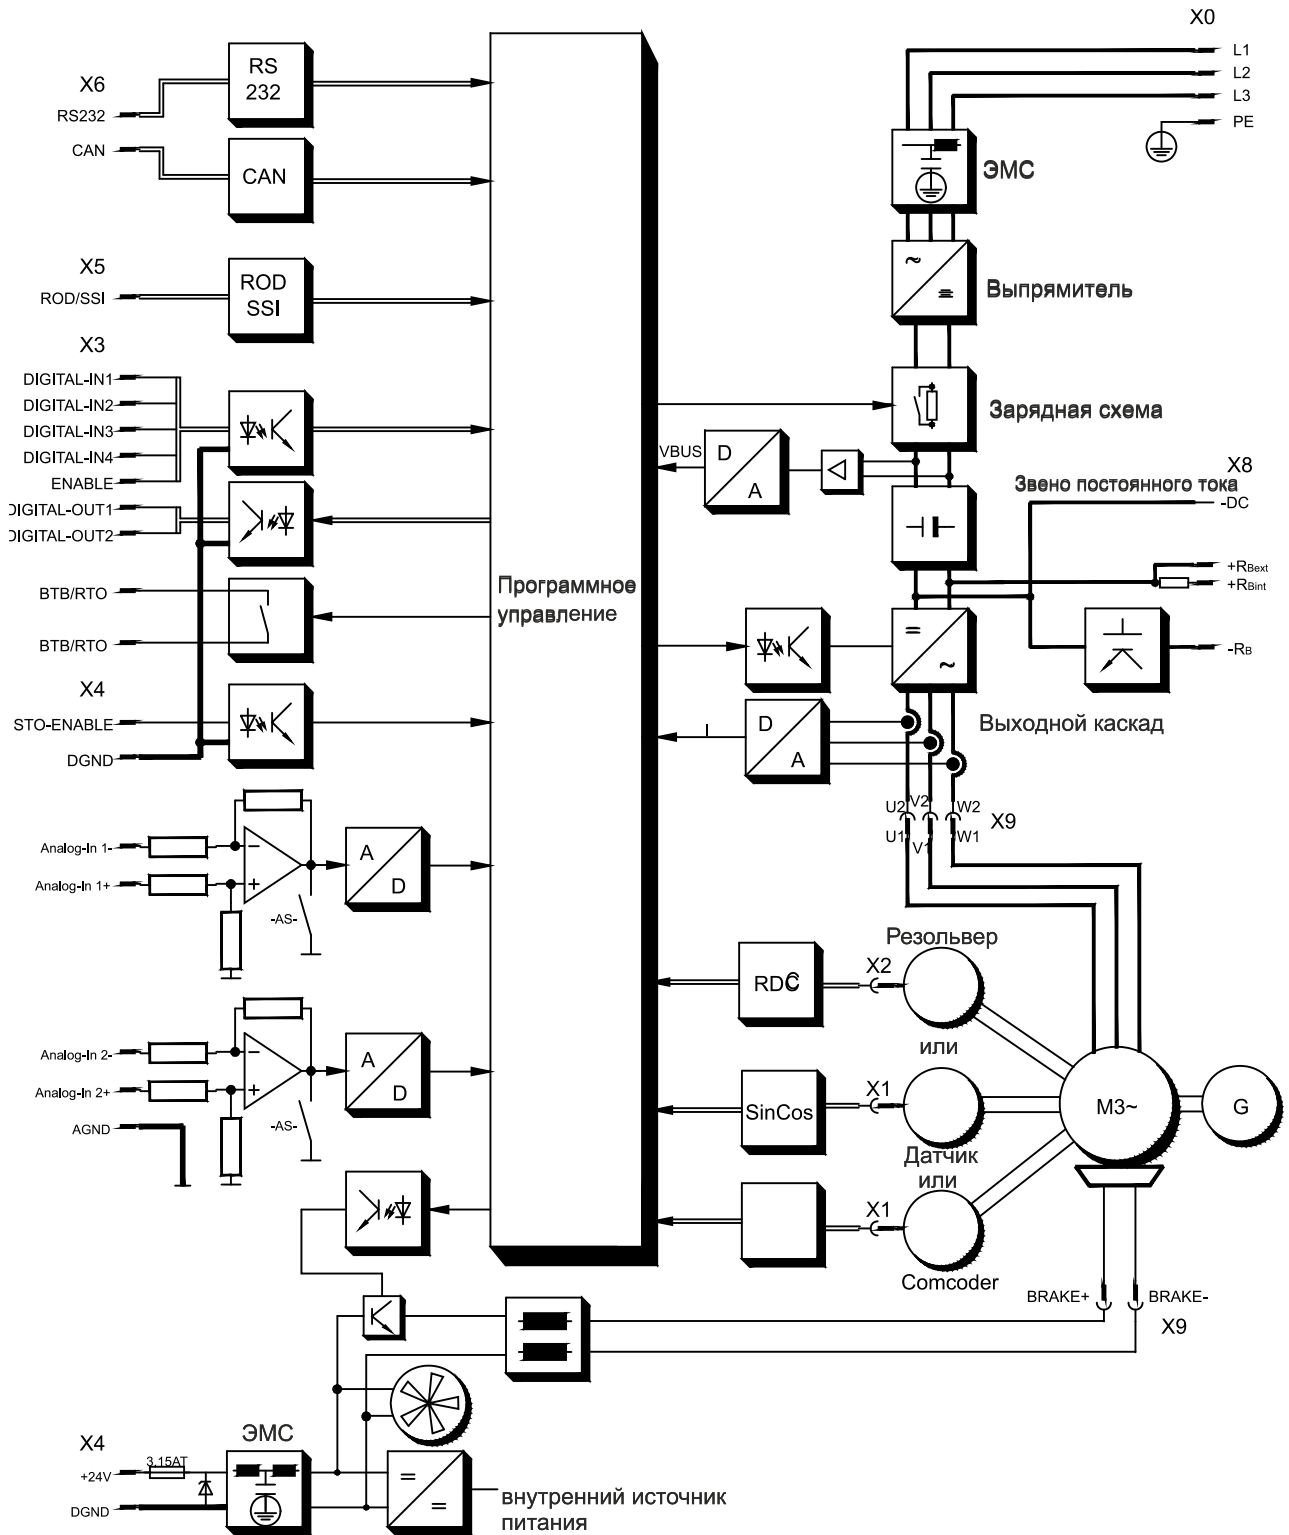 X0
L1
L2
L3
PE
ЭМС
Выпрямитель
Зарядная схема
X8
Звено постоянного тока
-DC
+RBext
+RBint
-RB
VBUS
D
A
X6
RS232
CAN
RS
232
CAN
X5
ROD/SSI
ROD
SSI
X3
DIGITAL-IN1
DIGITAL-IN2
DIGITAL-IN3
DIGITAL-IN4
ENABLE
DIGITAL-OUT1
DIGITAL-OUT2
BTB/RTO
BTB/RTO
X4
STO-ENABLE
DGND
Программное
управление
Выходной каскад
I
D
A
U2
V2
W2
X9
U1
V1
W1
Analog-In 1-
Analog-In 1+
-AS-
A
D
Analog-In 2-
Analog-In 2+
AGND
-AS-
A
D
Резольвер
RDC
X2
или
SinCos
X1
Датчик
или
X1
Comcoder
M3~
G
BRAKE+
BRAKE-
X9
ЭМС
X4
3.15AT
+24V
DGND
внутренний источник
питания